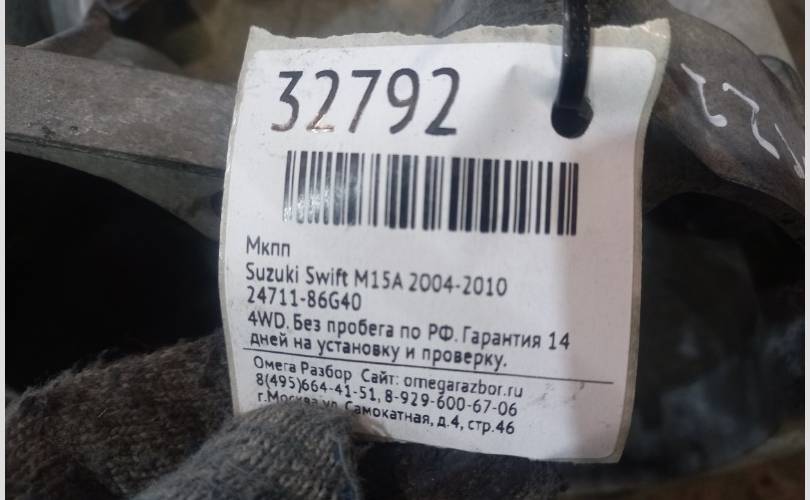 32792
Мкпп
Suzuki Swift M15A 2004-2010
24711-86G40
4WD. Без пробега по РФ. Гарантия 14
дней на установку и проверку.
Омега Разбор Сайт: omegarazbor.ru
8(495)664-41-51, 8-929-600-67-06
г.Москва ул. Самокатная, д.4, стр.46